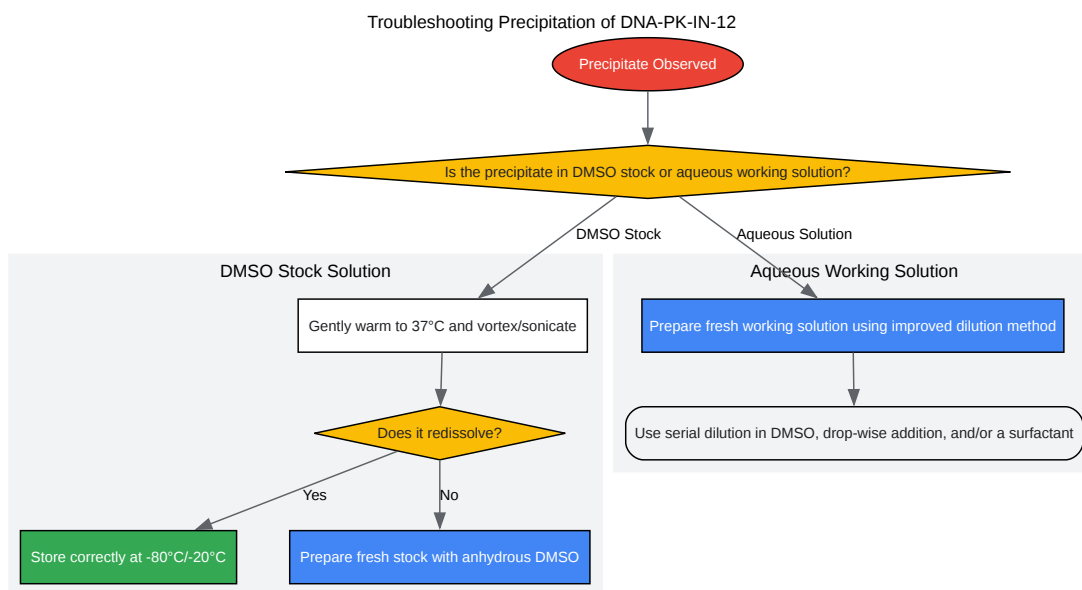 Troubleshooting Precipitation of DNA-PK-IN-12
Precipitate Observed
Is the precipitate in DMSO stock or aqueous working solution?
DMSO Stock
Aqueous Solution
DMSO Stock Solution
Aqueous Working Solution
Gently warm to 37°C and vortex/sonicate
Prepare fresh working solution using improved dilution method
Does it redissolve?
Use serial dilution in DMSO, drop-wise addition, and/or a surfactant
Yes
No
Store correctly at -80°C/-20°C
Prepare fresh stock with anhydrous DMSO